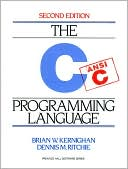 SECOND EDITION
THE
C
ANSI
C
PROGRAMMING
LANGUAGE
BRIAN W. KERNIGHAN
DENNIS M. RITCHIE
PRENTICE HALL SOFTWARE SERIES